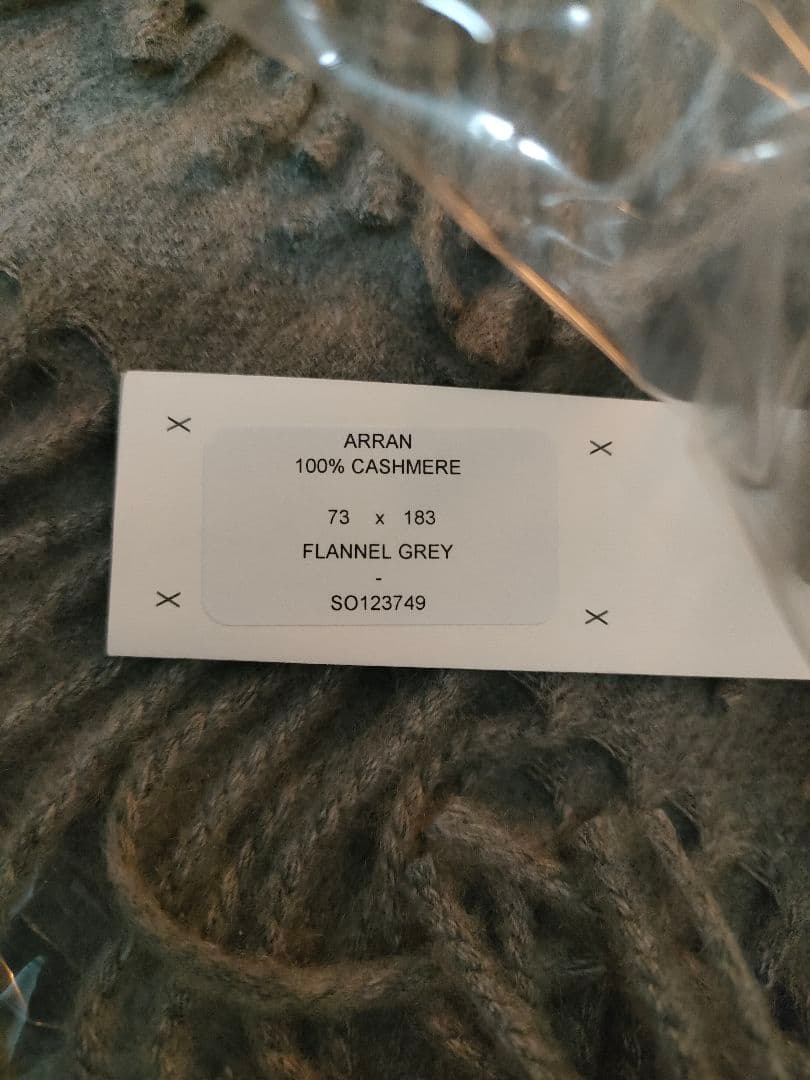 ARRAN
100% CASHMERE
73 x 183
FLANNEL GREY
-
SO123749